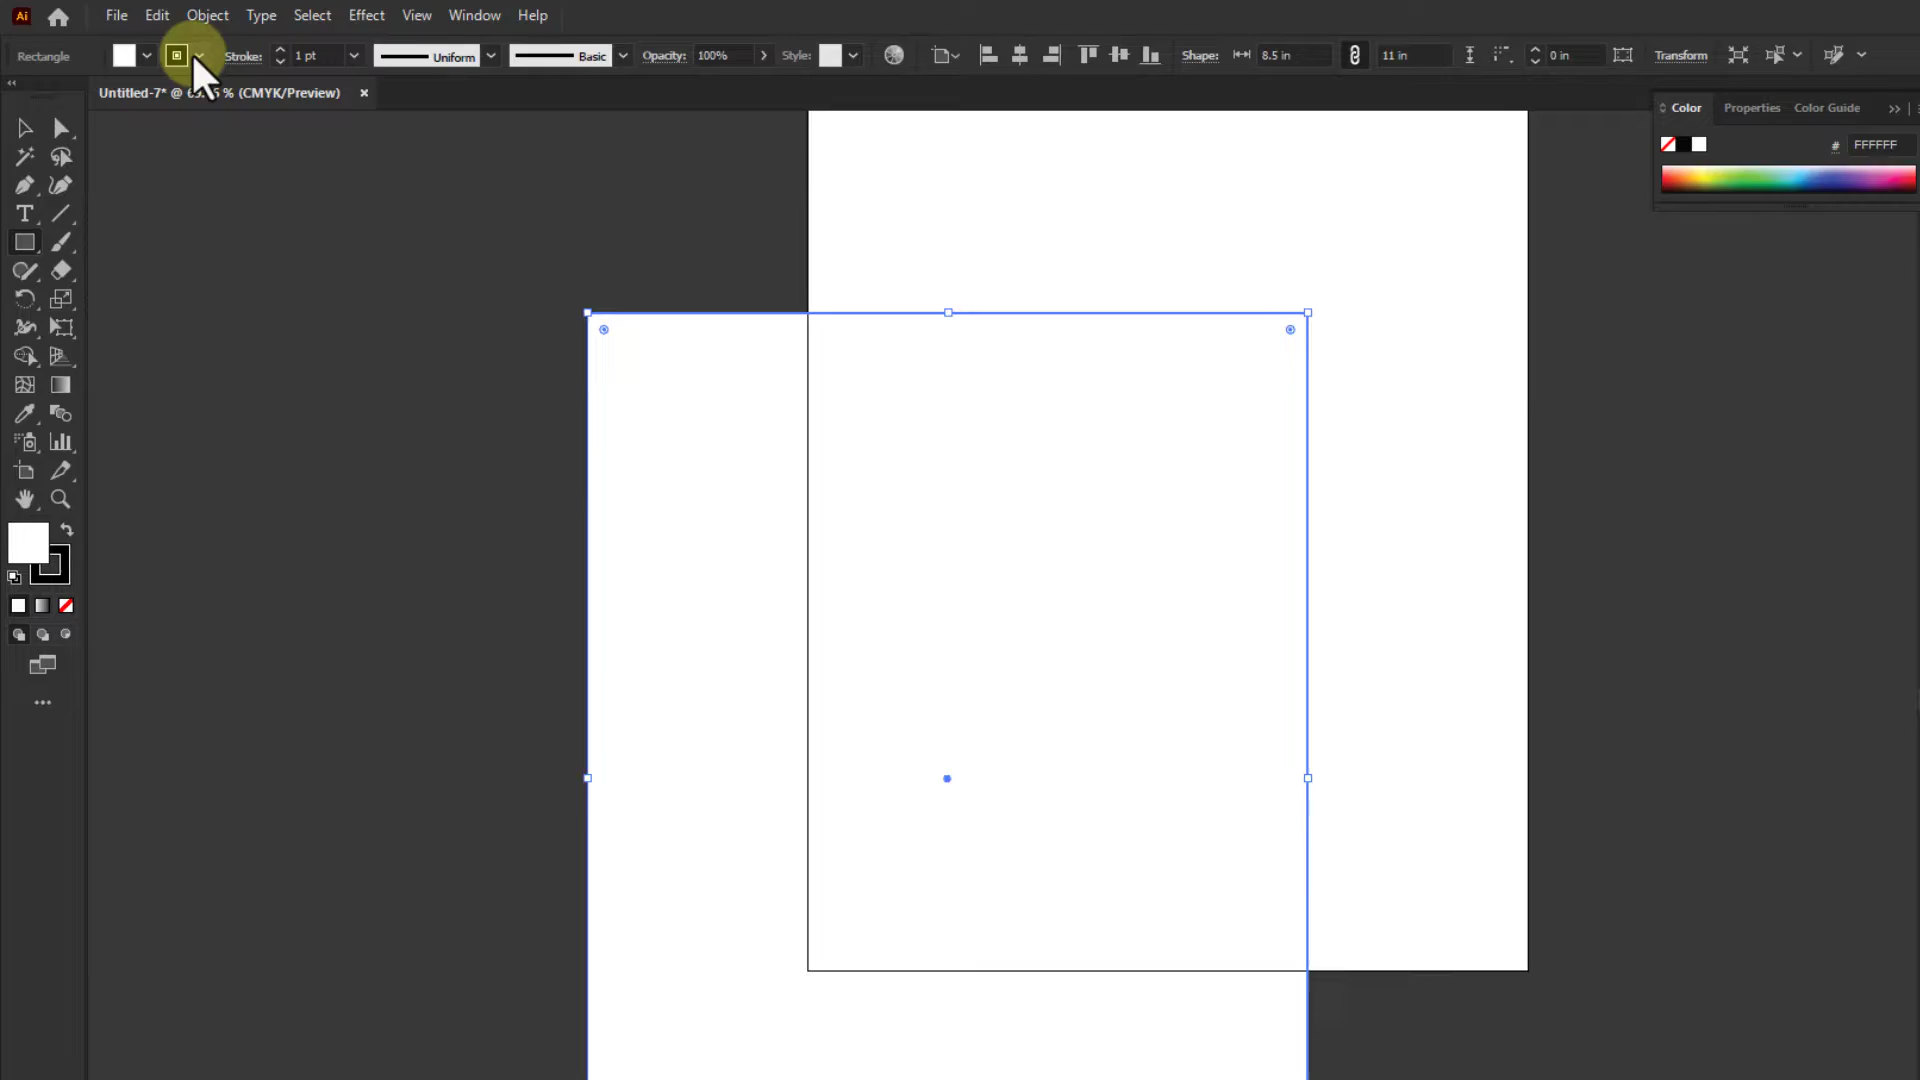 Ai File Edit Object Type Select Effect View Window Help
Rectangle Stroke: 1 pt Uniform Basic Opacity: 100% Style: Shape: 8.5 in 11 in 0 in Transform
Untitled-7* @ % (CMYK/Preview) ×
Color Properties Color Guide
# FFFFFF